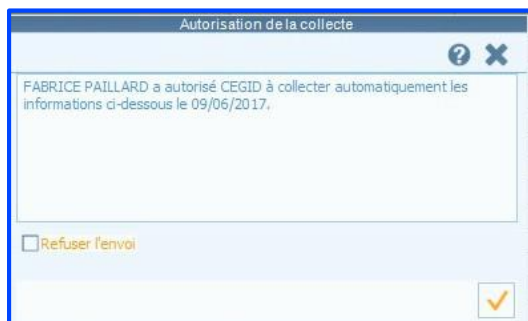 Autorisation de la collecte
FABRICE PAILLARD a autorisé CEGID à collecter automatiquement les
informations ci-dessous le 09/06/2017.
Refuser l'envoi